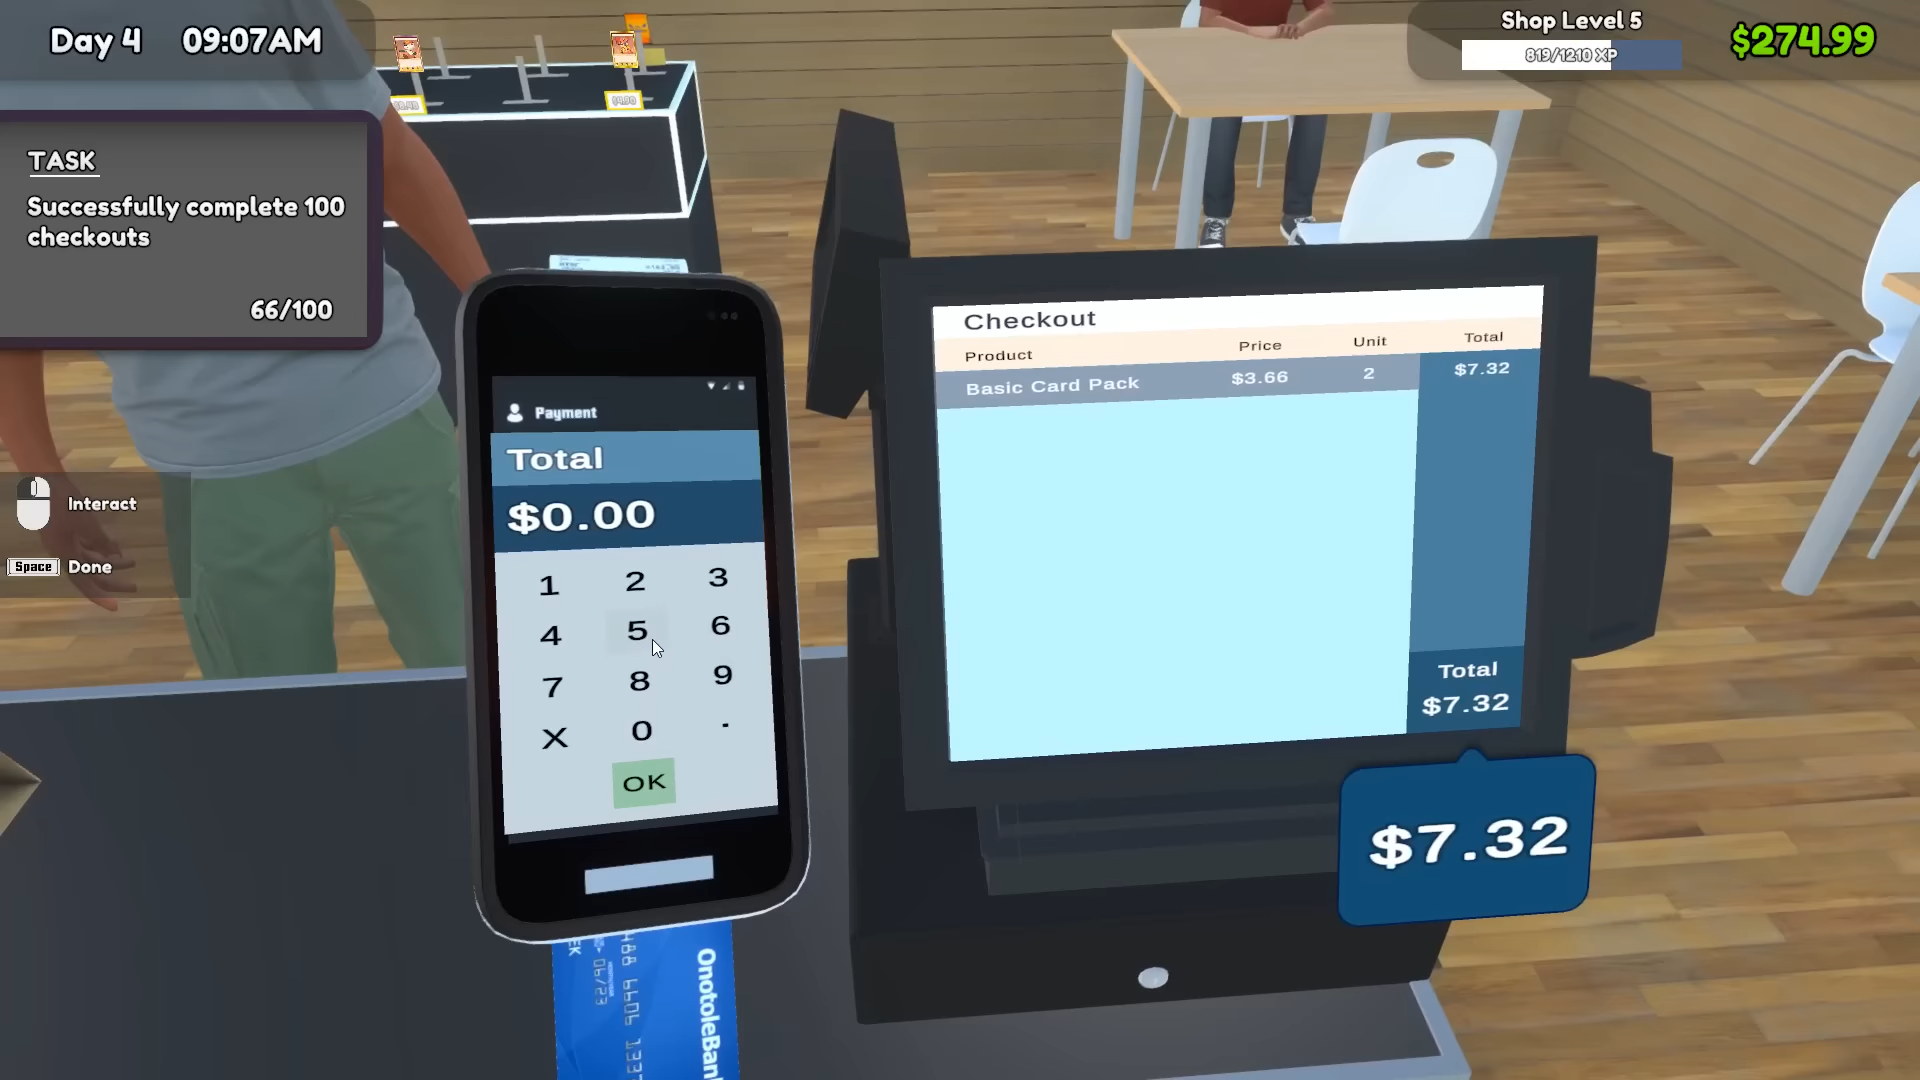 Day 4 09:07AM
Shop Level 5
819/1210 XP
$274.99
TASK
Successfully complete 100
checkouts
66/100
Interact
Space Done
Payment
Total
$0.00
1 2 3
4 5 6
7 8 9
X 0 .
OK
Checkout
Product Price Unit Total
Basic Card Pack $3.66 2 $7.32
Total
$7.32
$7.32
OnotoleBan